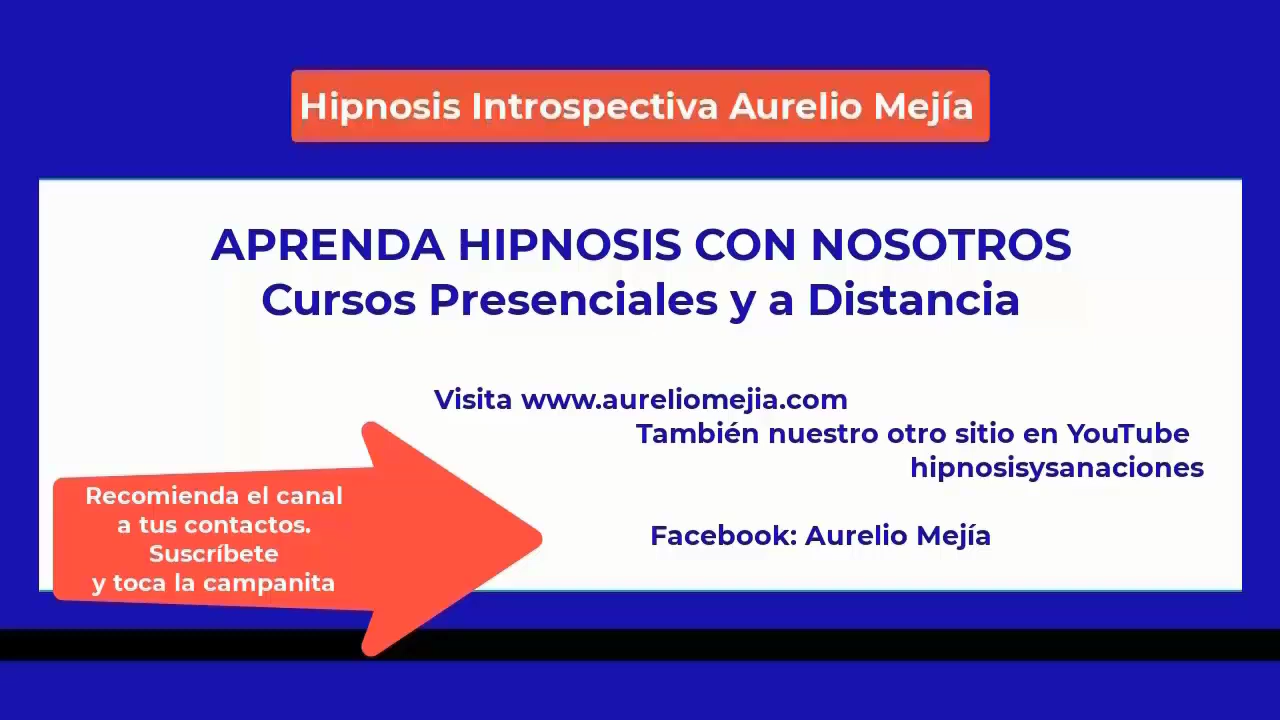 Hipnosis Introspectiva Aurelio Mejía
APRENDA HIPNOSIS CON NOSOTROS
Cursos Presenciales y a Distancia
Visita www.aureliomejia.com
También nuestro otro sitio en YouTube
hipnosisysanaciones
Facebook: Aurelio Mejía
Recomienda el canal
a tus contactos.
Suscríbete
y toca la campanita